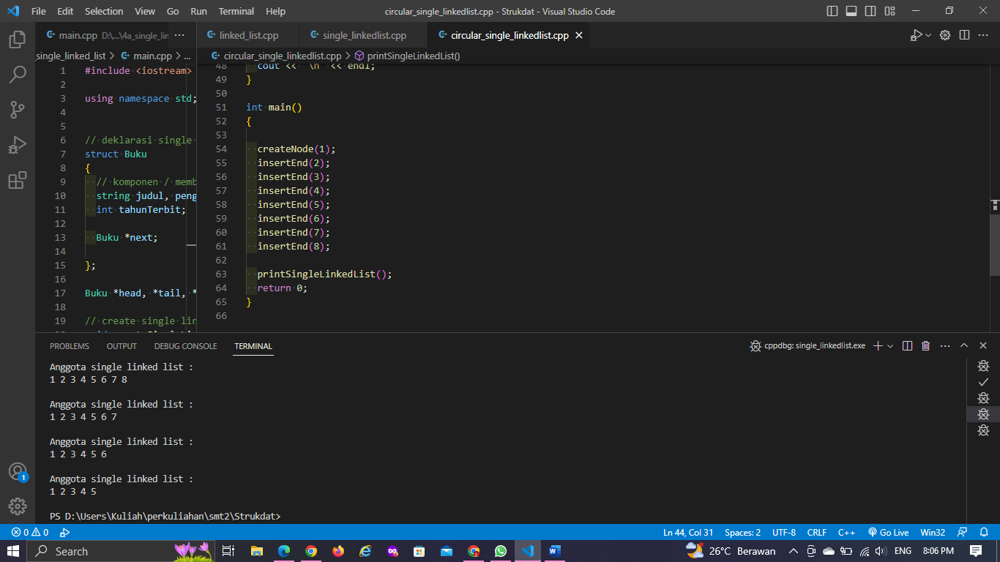 File Edit Selection View Go Run Terminal Help circular_single_linkedlist.cpp - Strukdat - Visual Studio Code
main.cpp D:\...\4a_single_lir ···
linked_list.cpp single_linkedlist.cpp circular_single_linkedlist.cpp
_single_linked_list > main.cpp > ...
circular_single_linkedlist.cpp > printSingleLinkedList()
1 #include <iostream>
2
3 using namespace std;
4
5
6 // deklarasi single
7 struct Buku
8 {
9 // komponen / memb
10 string judul, peng
11 int tahunTerbit;
12
13 Buku *next;
14
15 };
16
17 Buku *head, *tail, *
18
19 // create single lin
48 cout << "\n" << endl;
49 }
50
51 int main()
52 {
53
54 createNode(1);
55 insertEnd(2);
56 insertEnd(3);
57 insertEnd(4);
58 insertEnd(5);
59 insertEnd(6);
60 insertEnd(7);
61 insertEnd(8);
62
63 printSingleLinkedList();
64 return 0;
65 }
66
PROBLEMS OUTPUT DEBUG CONSOLE TERMINAL cppdbg: single_linkedlist.exe
Anggota single linked list :
1 2 3 4 5 6 7 8
Anggota single linked list :
1 2 3 4 5 6 7
Anggota single linked list :
1 2 3 4 5 6
Anggota single linked list :
1 2 3 4 5
PS D:\Users\Kuliah\perkuliahan\smt2\Strukdat>
1
0 0 Ln 44, Col 31 Spaces: 2 UTF-8 CRLF C++ Go Live Win32
Search 26°C Berawan ENG 8:06 PM